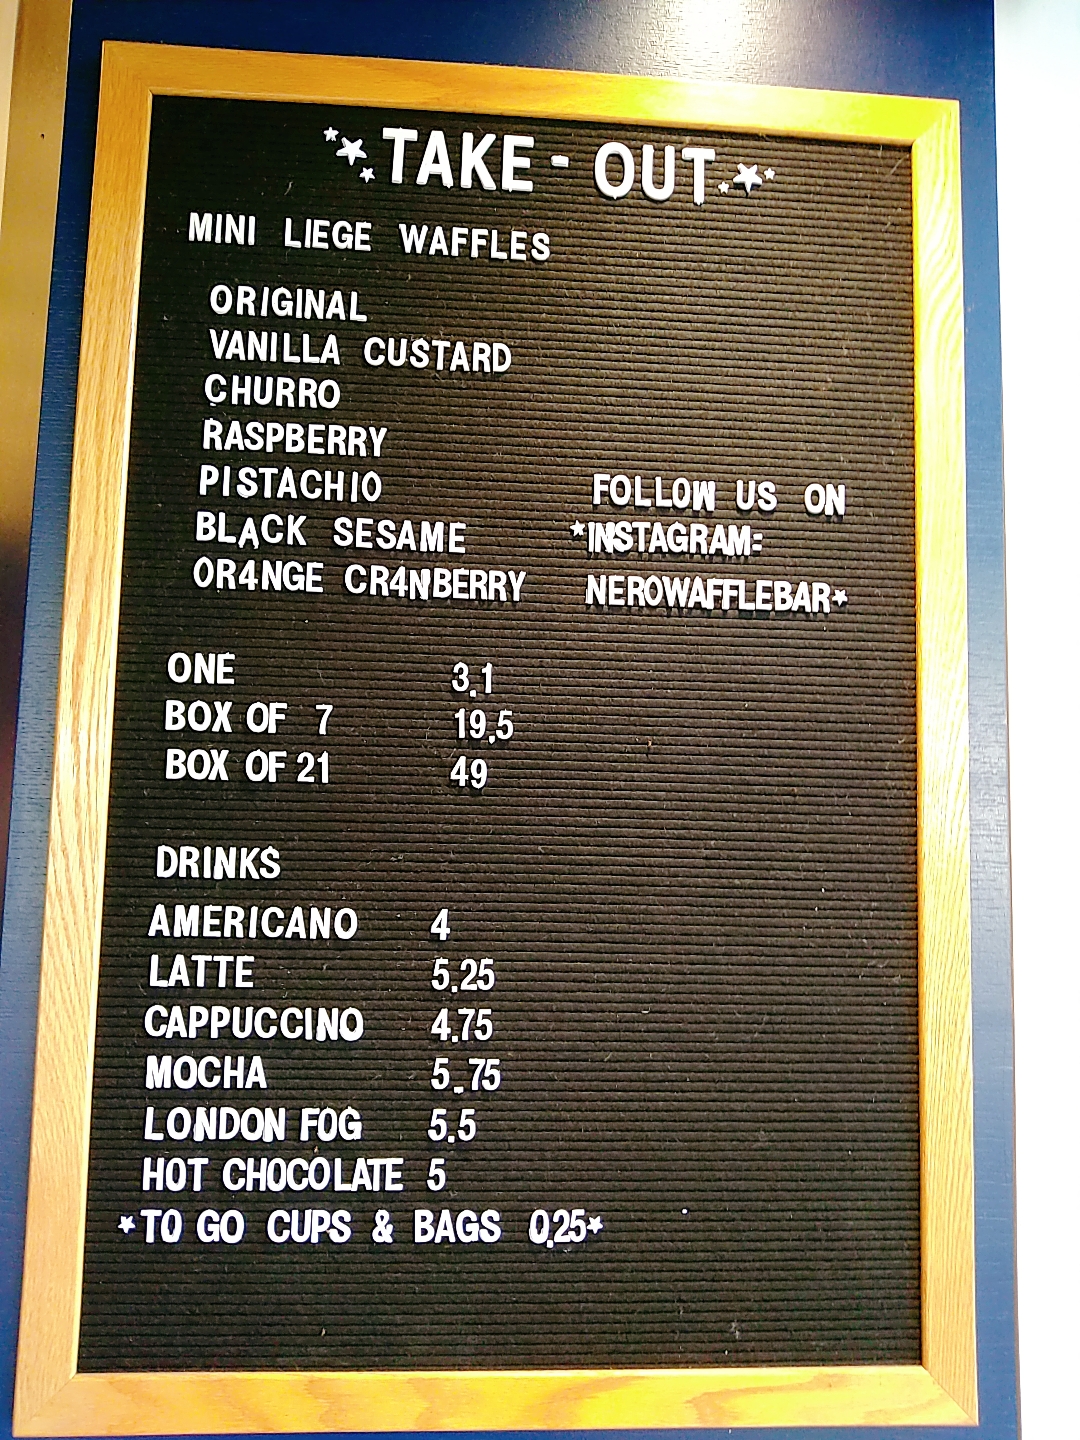 TAKE - OUT
MINI LIEGE WAFFLES
ORIGINAL
VANILLA CUSTARD
CHURRO
RASPBERRY
PISTACHIO
BLACK SESAME
OR4NGE CR4NBERRY
FOLLOW US ON
*INSTAGRAM:
NEROWAFFLEBAR*
ONE 3.1
BOX OF 7 19.5
BOX OF 21 49
DRINKS
AMERICANO 4
LATTE 5.25
CAPPUCCINO 4.75
MOCHA 5.75
LONDON FOG 5.5
HOT CHOCOLATE 5
*TO GO CUPS & BAGS 0.25*